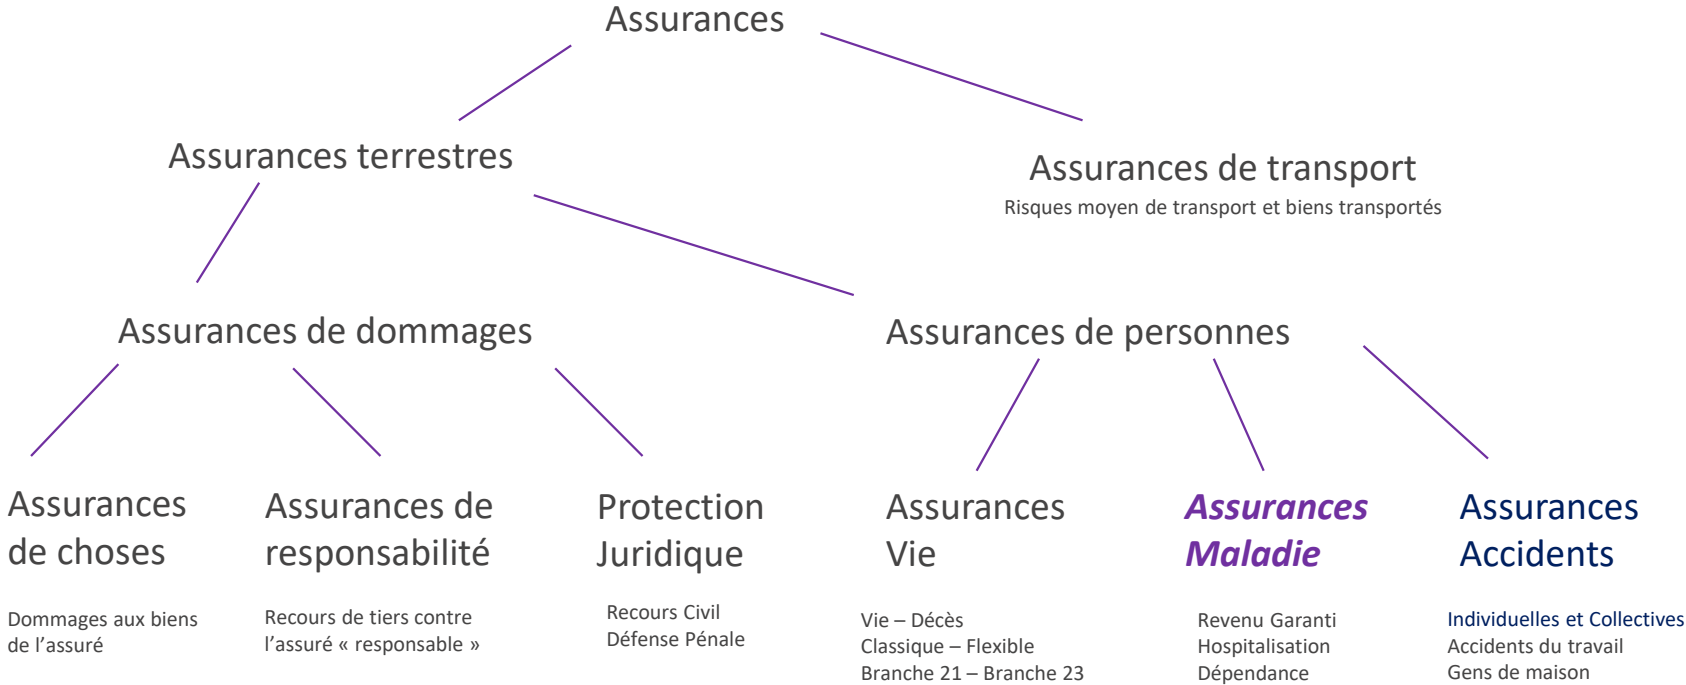 Assurances
Assurances terrestres
Assurances de transport
Risques moyen de transport et biens transportés
Assurances de dommages
Assurances de personnes
Assurances
de choses
Dommages aux biens
de l’assuré
Assurances de
responsabilité
Recours de tiers contre
l’assuré « responsable »
Protection
Juridique
Recours Civil
Défense Pénale
Assurances
Vie
Vie – Décès
Classique – Flexible
Branche 21 – Branche 23
Assurances
Maladie
Revenu Garanti
Hospitalisation
Dépendance
Assurances
Accidents
Individuelles et Collectives
Accidents du travail
Gens de maison